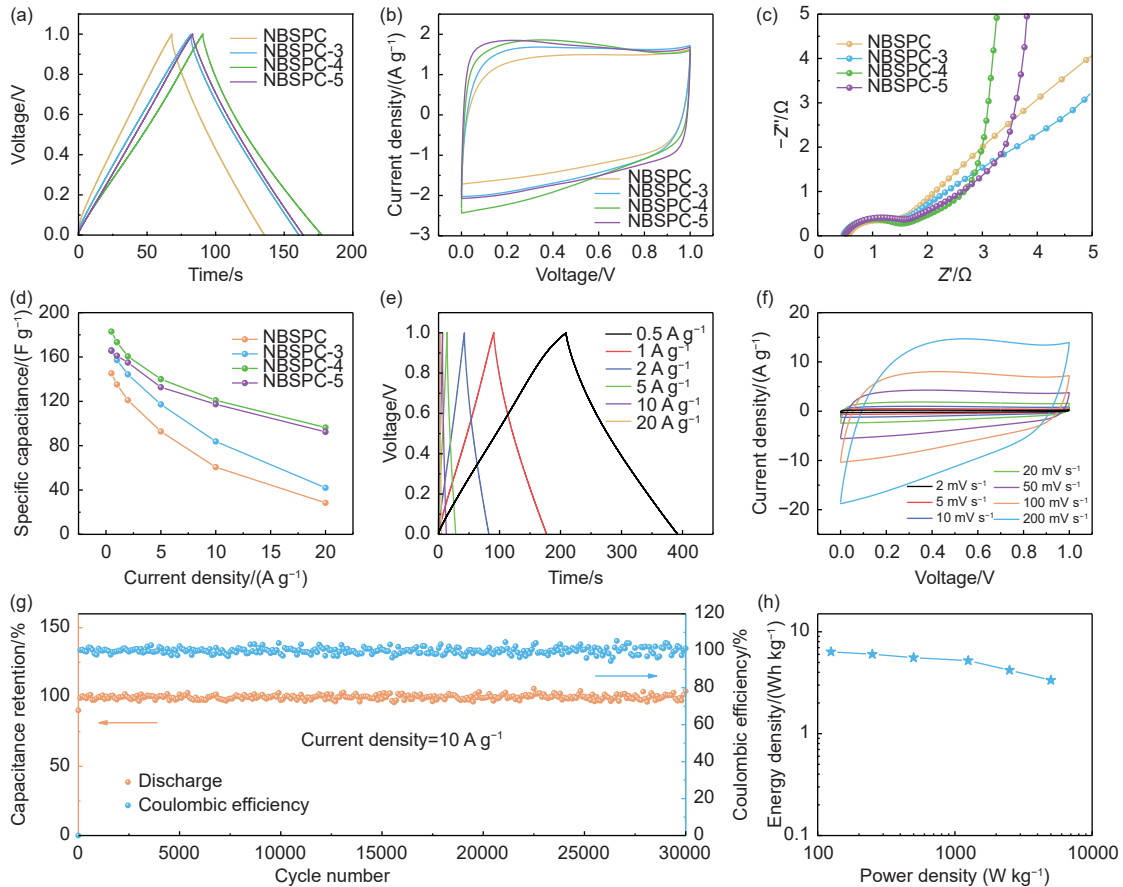 (a)
1.0
0.8
0.6
0.4
0.2
0.0
0
50
100
150
200
Voltage/V
Time/s
NBSPC
NBSPC-3
NBSPC-4
NBSPC-5
(b)
3
2
1
0
−1
−2
−3
0.0
0.2
0.4
0.6
0.8
1.0
Current density/(A g⁻¹)
Voltage/V
NBSPC
NBSPC-3
NBSPC-4
NBSPC-5
(c)
5
4
3
2
1
0
0
1
2
3
4
5
−Z″/Ω
Z′/Ω
NBSPC
NBSPC-3
NBSPC-4
NBSPC-5
(d)
200
160
120
80
40
0
0
5
10
15
20
Specific capacitance/(F g⁻¹)
Current density/(A g⁻¹)
NBSPC
NBSPC-3
NBSPC-4
NBSPC-5
(e)
1.2
1.0
0.8
0.6
0.4
0.2
0.0
0
100
200
300
400
Voltage/V
Time/s
0.5 A g⁻¹
1 A g⁻¹
2 A g⁻¹
5 A g⁻¹
10 A g⁻¹
20 A g⁻¹
(f)
20
10
0
−10
−20
0.0
0.2
0.4
0.6
0.8
1.0
Current density/(A g⁻¹)
Voltage/V
2 mV s⁻¹
5 mV s⁻¹
10 mV s⁻¹
20 mV s⁻¹
50 mV s⁻¹
100 mV s⁻¹
200 mV s⁻¹
(g)
150
100
50
0
0
5000
10000
15000
20000
25000
30000
120
100
80
60
40
20
0
Capacitance retention/%
Coulombic efficiency/%
Cycle number
Current density=10 A g⁻¹
Discharge
Coulombic efficiency
(h)
10
1
0.1
100
1000
10000
Energy density/(Wh kg⁻¹)
Power density (W kg⁻¹)